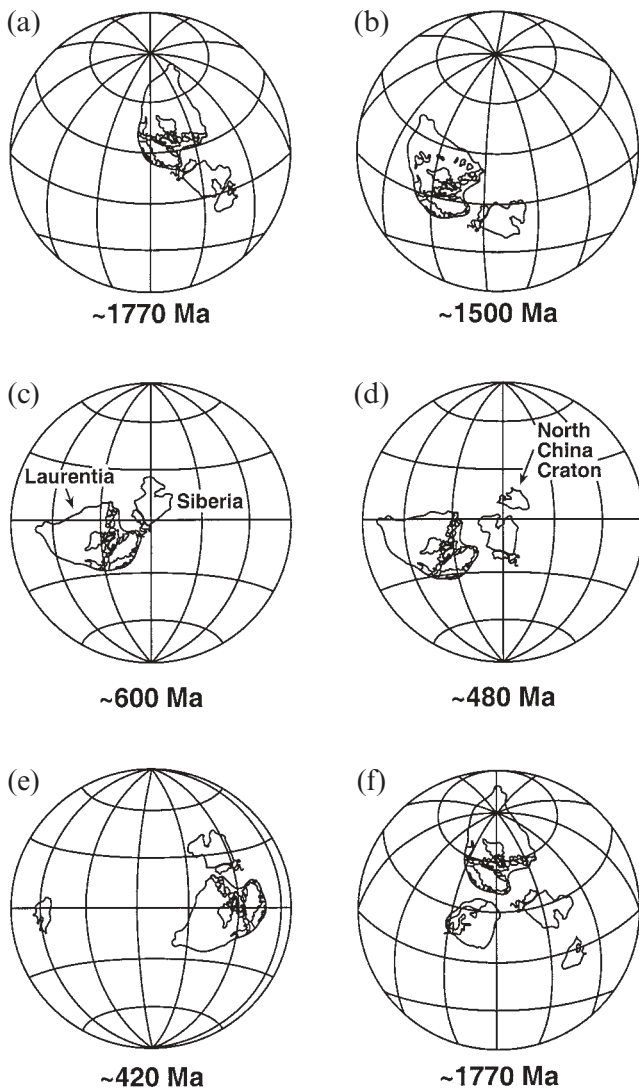 (a)
(b)
~1770 Ma
~1500 Ma
(c)
(d)
Laurentia
Siberia
North
China
Craton
~600 Ma
~480 Ma
(e)
(f)
~420 Ma
~1770 Ma